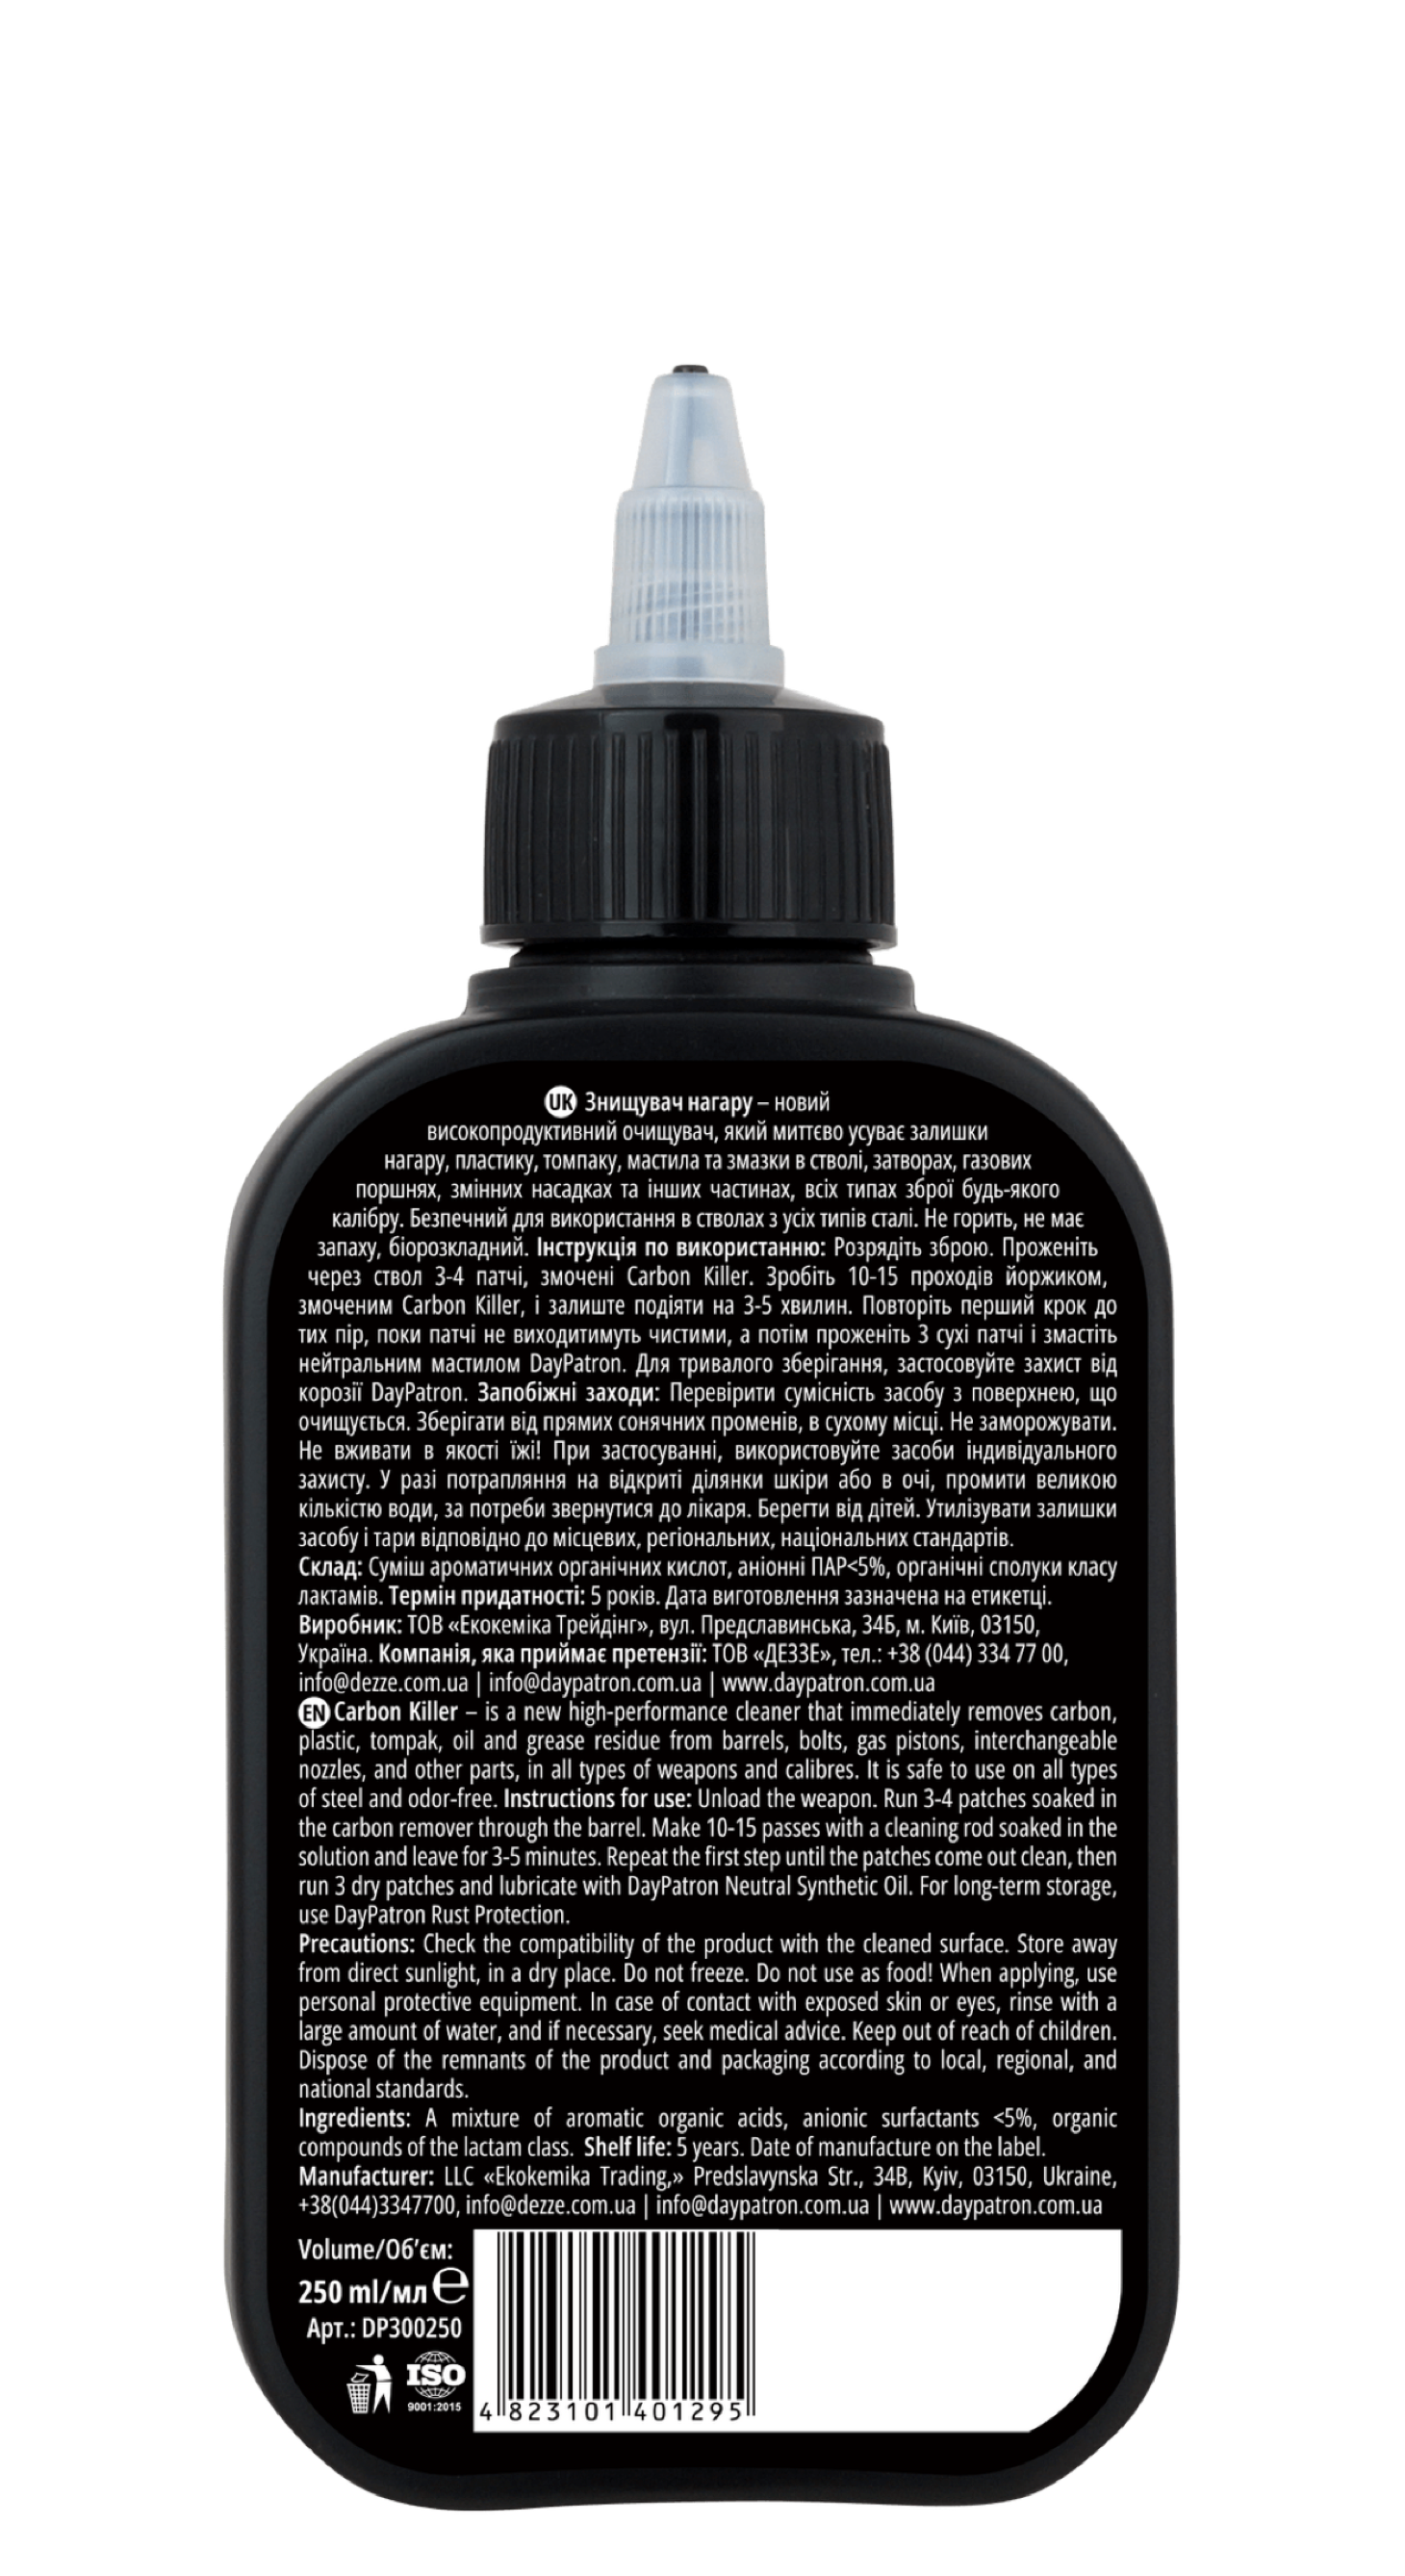 UK Знищувач нагару – новий
високопродуктивний очищувач, який миттєво усуває залишки
нагару, пластику, томпаку, мастила та змазки в стволі, затворах, газових
поршнях, змінних насадках та інших частинах, всіх типах зброї будь-якого
калібру. Безпечний для використання в стволах з усіх типів сталі. Не горить, не має
запаху, біорозкладний. Інструкція по використанню: Розрядіть зброю. Проженіть
через ствол 3-4 патчі, змочені Carbon Killer. Зробіть 10-15 проходів йоржиком,
змоченим Carbon Killer, і залиште подіяти на 3-5 хвилин. Повторіть перший крок до
тих пір, поки патчі не виходитимуть чистими, а потім проженіть 3 сухі патчі і змастіть
нейтральним мастилом DayPatron. Для тривалого зберігання, застосовуйте захист від
корозії DayPatron. Запобіжні заходи: Перевірити сумісність засобу з поверхнею, що
очищується. Зберігати від прямих сонячних променів, в сухому місці. Не заморожувати.
Не вживати в якості їжі! При застосуванні, використовуйте засоби індивідуального
захисту. У разі потрапляння на відкриті ділянки шкіри або в очі, промити великою
кількістю води, за потреби звернутися до лікаря. Берегти від дітей. Утилізувати залишки
засобу і тари відповідно до місцевих, регіональних, національних стандартів.
Склад: Суміш ароматичних органічних кислот, аніонні ПАР<5%, органічні сполуки класу
лактамів. Термін придатності: 5 років. Дата виготовлення зазначена на етикетці.
Виробник: ТОВ «Екокеміка Трейдінг», вул. Предславинська, 34Б, м. Київ, 03150,
Україна. Компанія, яка приймає претензії: ТОВ «ДЕЗЗЕ», тел.: +38 (044) 334 77 00,
info@dezze.com.ua | info@daypatron.com.ua | www.daypatron.com.ua
EN Carbon Killer – is a new high-performance cleaner that immediately removes carbon,
plastic, tompak, oil and grease residue from barrels, bolts, gas pistons, interchangeable
nozzles, and other parts, in all types of weapons and calibres. It is safe to use on all types
of steel and odor-free. Instructions for use: Unload the weapon. Run 3-4 patches soaked in
the carbon remover through the barrel. Make 10-15 passes with a cleaning rod soaked in the
solution and leave for 3-5 minutes. Repeat the first step until the patches come out clean, then
run 3 dry patches and lubricate with DayPatron Neutral Synthetic Oil. For long-term storage,
use DayPatron Rust Protection.
Precautions: Check the compatibility of the product with the cleaned surface. Store away
from direct sunlight, in a dry place. Do not freeze. Do not use as food! When applying, use
personal protective equipment. In case of contact with exposed skin or eyes, rinse with a
large amount of water, and if necessary, seek medical advice. Keep out of reach of children.
Dispose of the remnants of the product and packaging according to local, regional, and
national standards.
Ingredients: A mixture of aromatic organic acids, anionic surfactants <5%, organic
compounds of the lactam class. Shelf life: 5 years. Date of manufacture on the label.
Manufacturer: LLC «Ekokemika Trading,» Predslavynska Str., 34B, Kyiv, 03150, Ukraine,
+38(044)3347700, info@dezze.com.ua | info@daypatron.com.ua | www.daypatron.com.ua
Volume/Об'єм:
250 ml/мл ℮
Арт.: DP300250
ISO
9001:2015
4 823101 401295